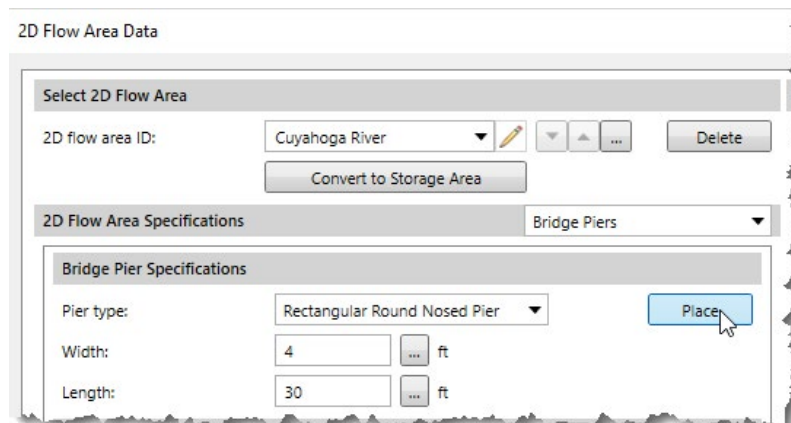 2D Flow Area Data
Select 2D Flow Area
2D flow area ID: Cuyahoga River ... Delete
Convert to Storage Area
2D Flow Area Specifications Bridge Piers
Bridge Pier Specifications
Pier type: Rectangular Round Nosed Pier Place
Width: 4 ... ft
Length: 30 ... ft